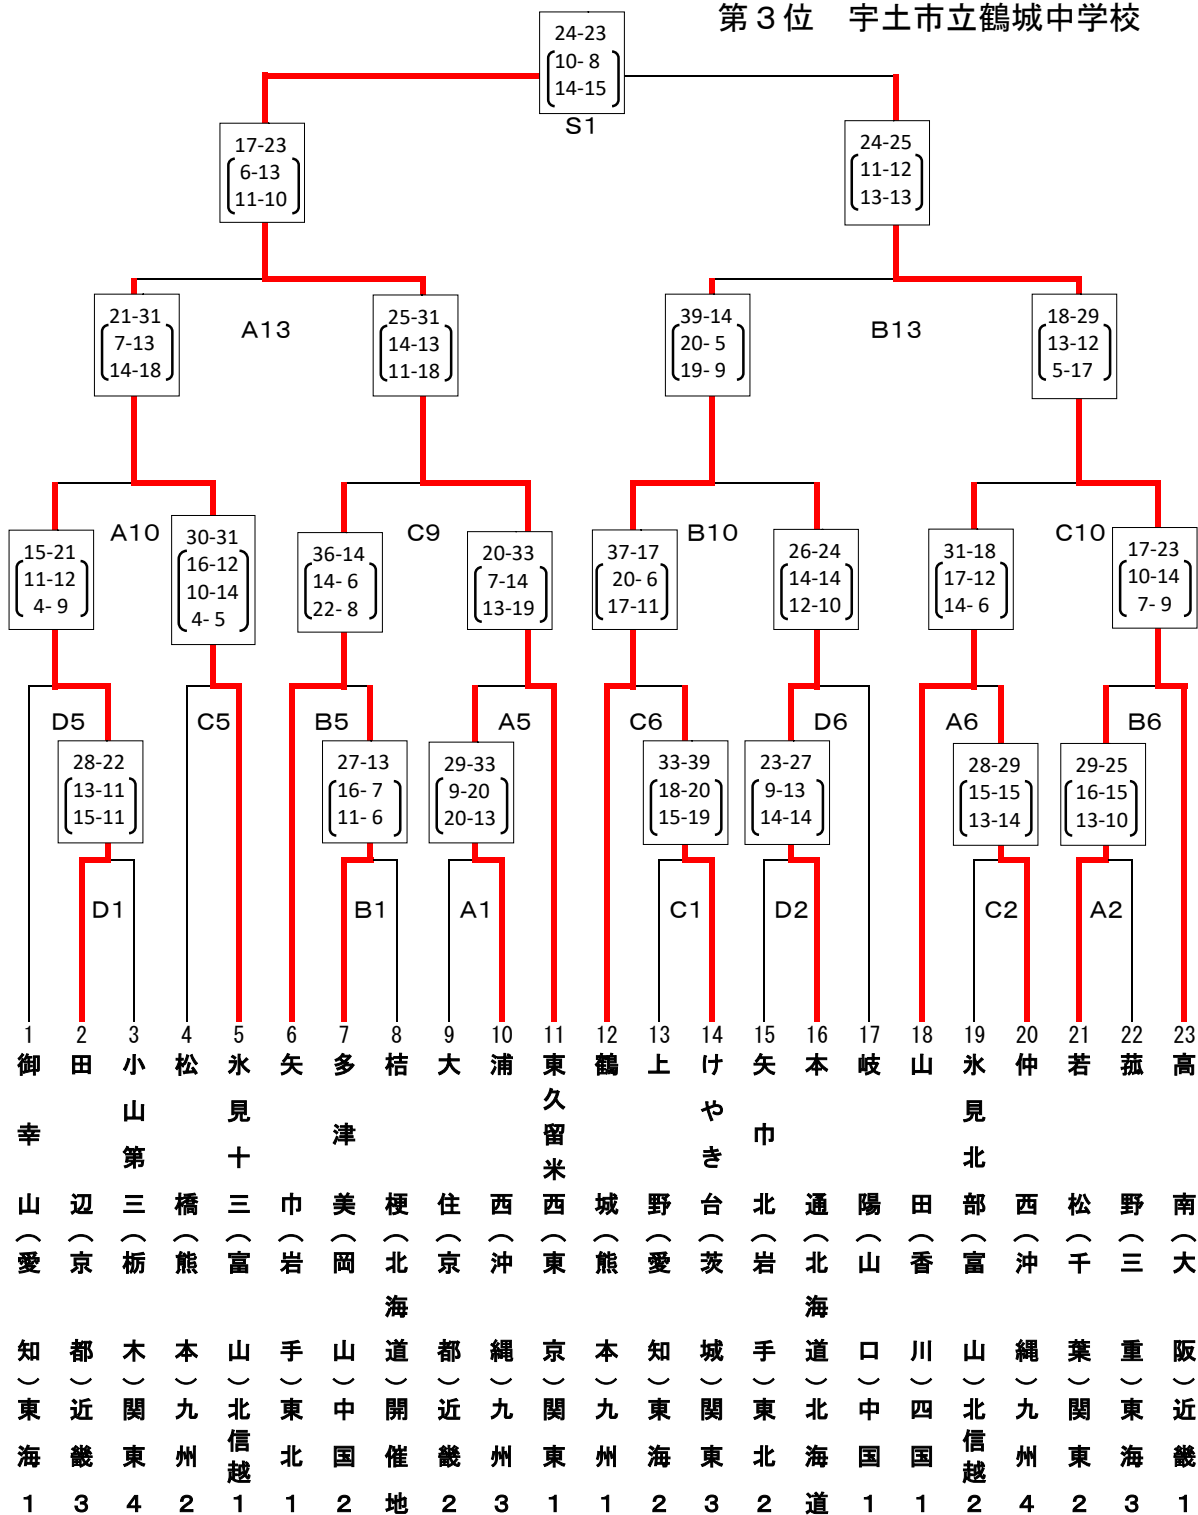 第３位　宇土市立鶴城中学校
24-23
10- 8
14-15
S1
17-23
6-13
11-10
24-25
11-12
13-13
21-31
7-13
14-18
A13
25-31
14-13
11-18
39-14
20- 5
19- 9
B13
18-29
13-12
5-17
15-21
11-12
4- 9
A10
30-31
16-12
10-14
4- 5
36-14
14- 6
22- 8
C9
20-33
7-14
13-19
37-17
20- 6
17-11
B10
26-24
14-14
12-10
31-18
17-12
14- 6
C10
17-23
10-14
7- 9
D5
C5
B5
A5
C6
D6
A6
B6
28-22
13-11
15-11
27-13
16- 7
11- 6
29-33
9-20
20-13
33-39
18-20
15-19
23-27
9-13
14-14
28-29
15-15
13-14
29-25
16-15
13-10
D1
B1
A1
C1
D2
C2
A2
1 御幸山（愛知）東海1
2 田辺（京都）近畿3
3 小山第三（栃木）関東4
4 松橋（熊本）九州2
5 氷見十三（富山）北信越1
6 矢巾（岩手）東北1
7 多津美（岡山）中国2
8 桔梗（北海道）開催地
9 大住（京都）近畿2
10 浦西（沖縄）九州3
11 東久留米西（東京）関東1
12 鶴城（熊本）九州1
13 上野（愛知）東海2
14 けやき台（茨城）関東3
15 矢巾北（岩手）東北2
16 本通（北海道）北海道
17 岐陽（山口）中国1
18 山田（香川）四国1
19 氷見北部（富山）北信越2
20 仲西（沖縄）九州4
21 若松（千葉）関東2
22 菰野（三重）東海3
23 高南（大阪）近畿1